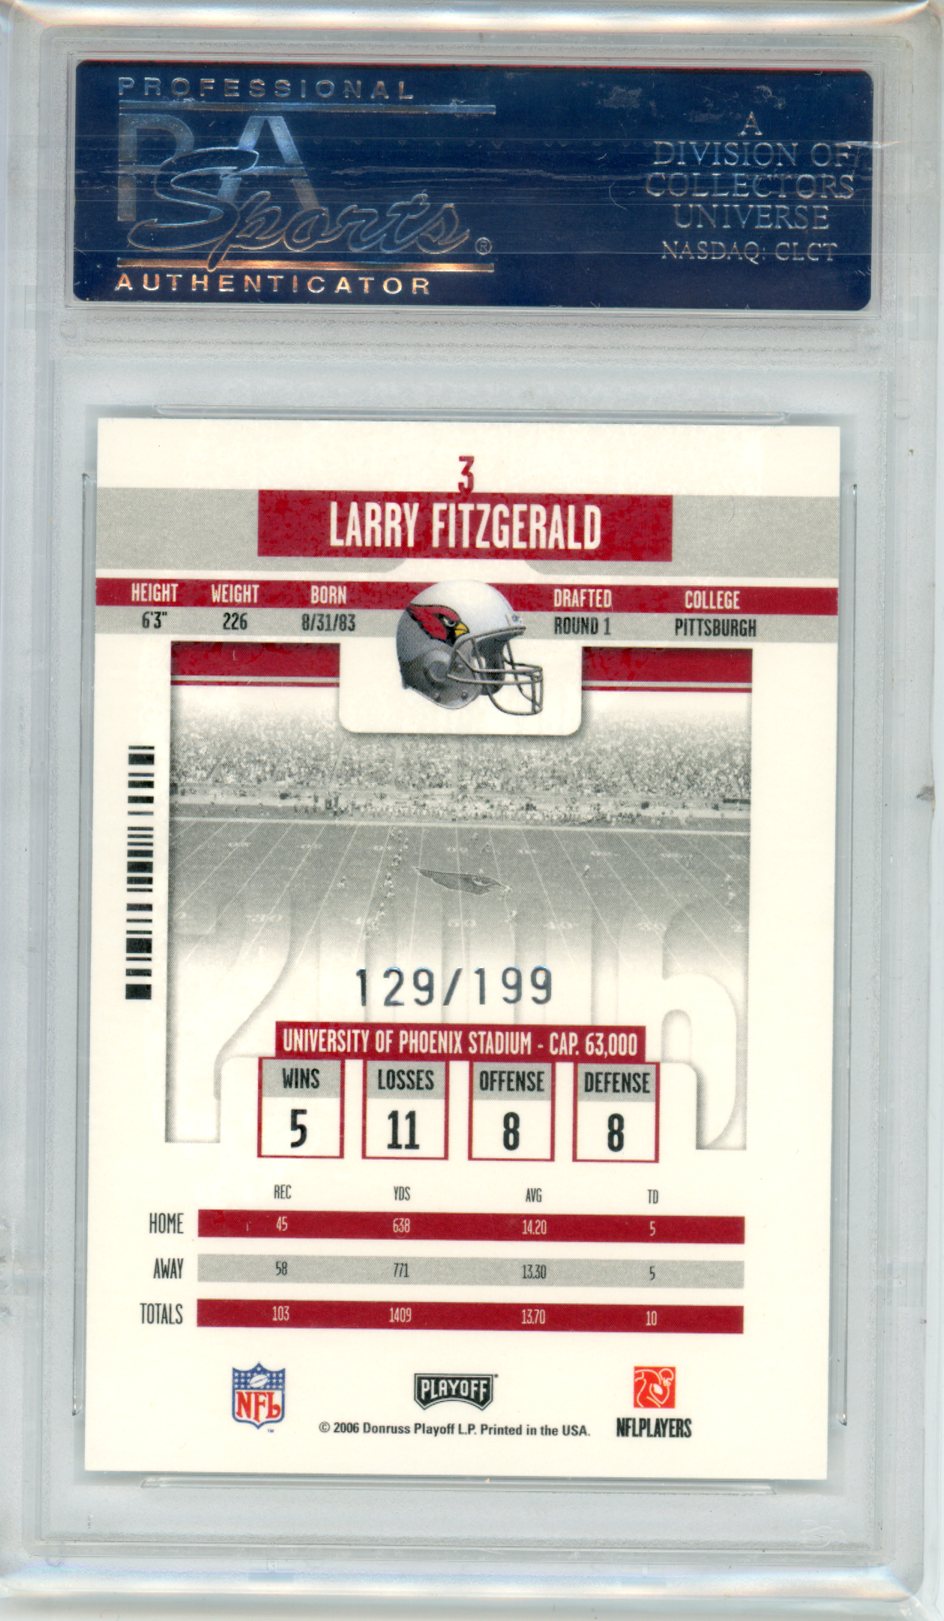 PROFESSIONAL
PSA
Sports®
AUTHENTICATOR
A
DIVISION OF
COLLECTORS
UNIVERSE
NASDAQ: CLCT
3
LARRY FITZGERALD
HEIGHT WEIGHT BORN DRAFTED COLLEGE
6'3" 226 8/31/83 ROUND 1 PITTSBURGH
2006
129/199
UNIVERSITY OF PHOENIX STADIUM - CAP. 63,000
WINS LOSSES OFFENSE DEFENSE
5 11 8 8
REC YDS AVG TD
HOME 45 638 14.20 5
AWAY 58 771 13.30 5
TOTALS 103 1409 13.70 10
NFL PLAYOFF NFLPLAYERS
© 2006 Donruss Playoff L.P. Printed in the USA.